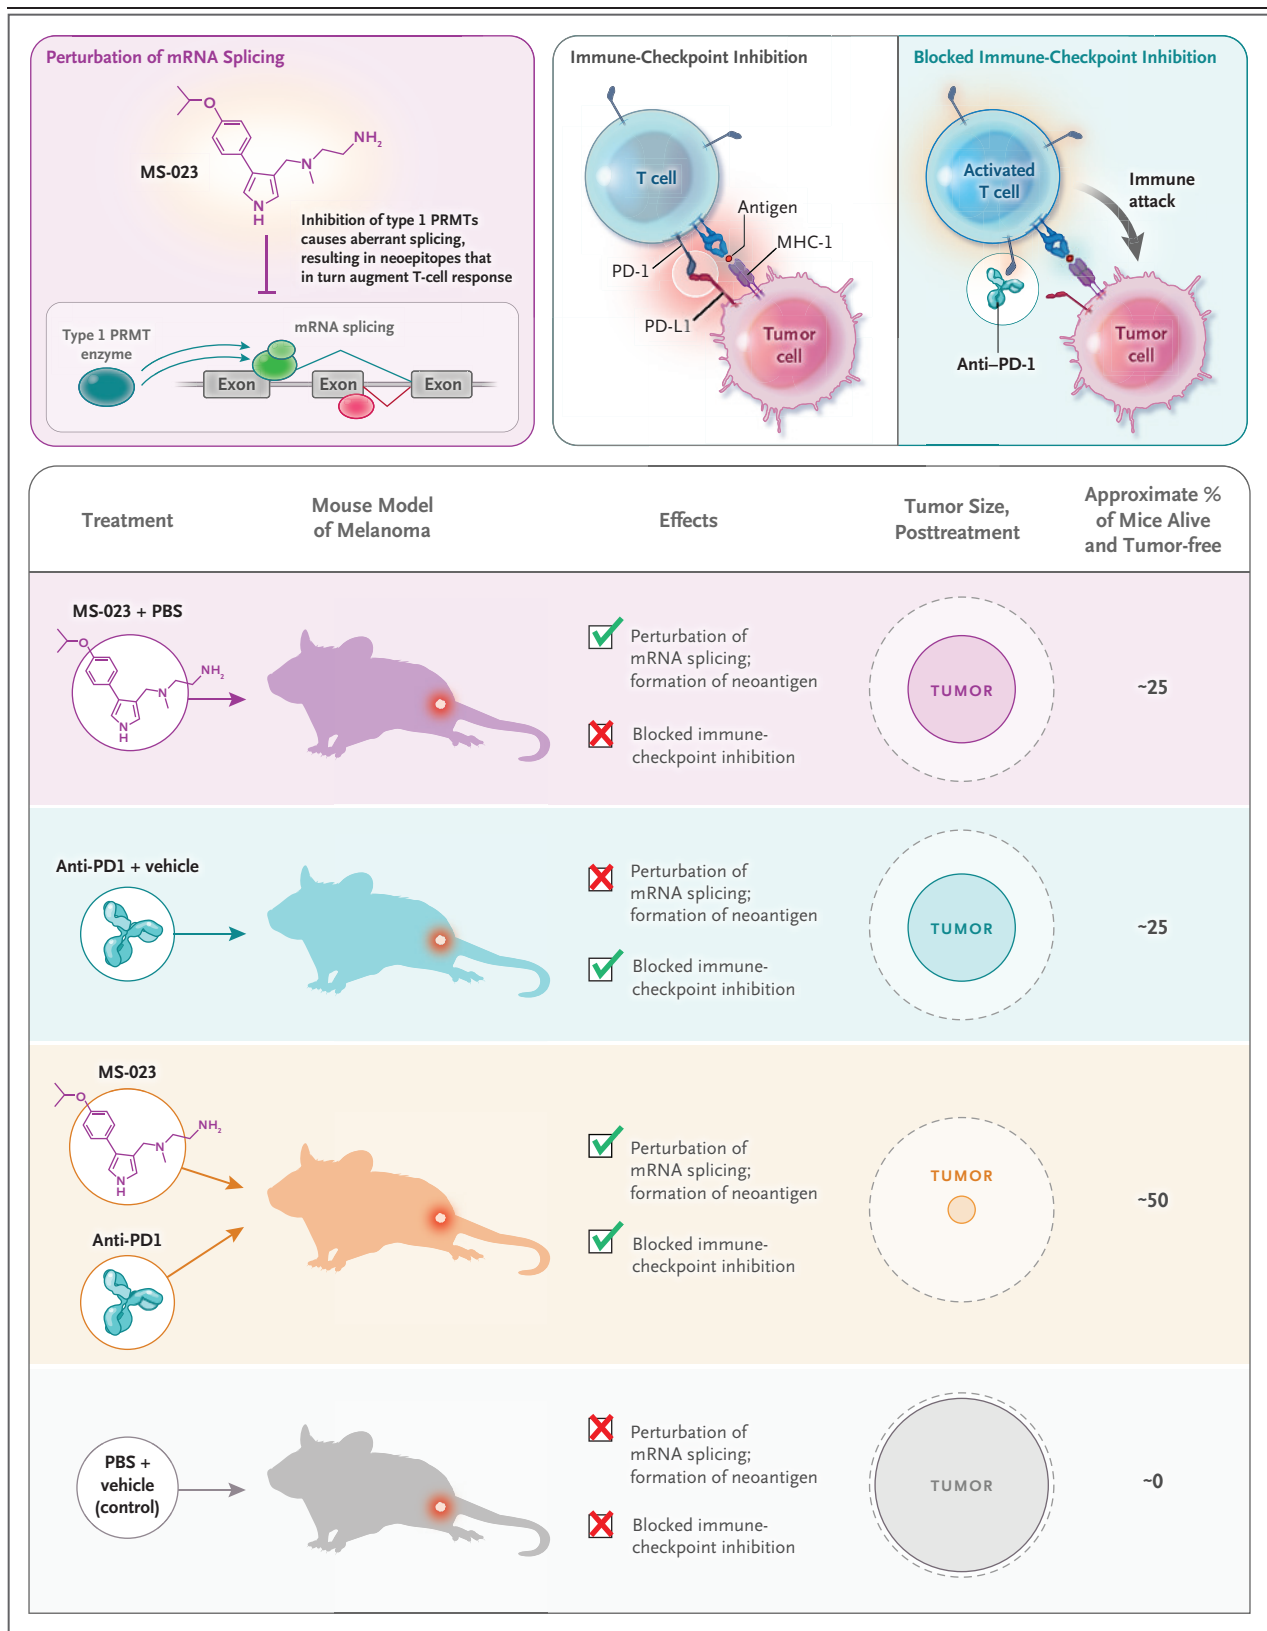 Perturbation of mRNA Splicing
O
NH2
N
N
H
MS-023
Inhibition of type 1 PRMTs
causes aberrant splicing,
resulting in neoepitopes that
in turn augment T-cell response
Type 1 PRMT
enzyme
mRNA splicing
Exon
Exon
Exon
Immune-Checkpoint Inhibition
T cell
Antigen
MHC-1
PD-1
PD-L1
Tumor
cell
Blocked Immune-Checkpoint Inhibition
Activated
T cell
Immune
attack
Anti–PD-1
Tumor
cell
Treatment
Mouse Model
of Melanoma
Effects
Tumor Size,
Posttreatment
Approximate %
of Mice Alive
and Tumor-free
MS-023 + PBS
O
NH2
N
N
H
Perturbation of
mRNA splicing;
formation of neoantigen
Blocked immune-
checkpoint inhibition
TUMOR
~25
Anti-PD1 + vehicle
Perturbation of
mRNA splicing;
formation of neoantigen
Blocked immune-
checkpoint inhibition
TUMOR
~25
MS-023
O
NH2
N
N
H
Anti-PD1
Perturbation of
mRNA splicing;
formation of neoantigen
Blocked immune-
checkpoint inhibition
TUMOR
~50
PBS +
vehicle
(control)
Perturbation of
mRNA splicing;
formation of neoantigen
Blocked immune-
checkpoint inhibition
TUMOR
~0